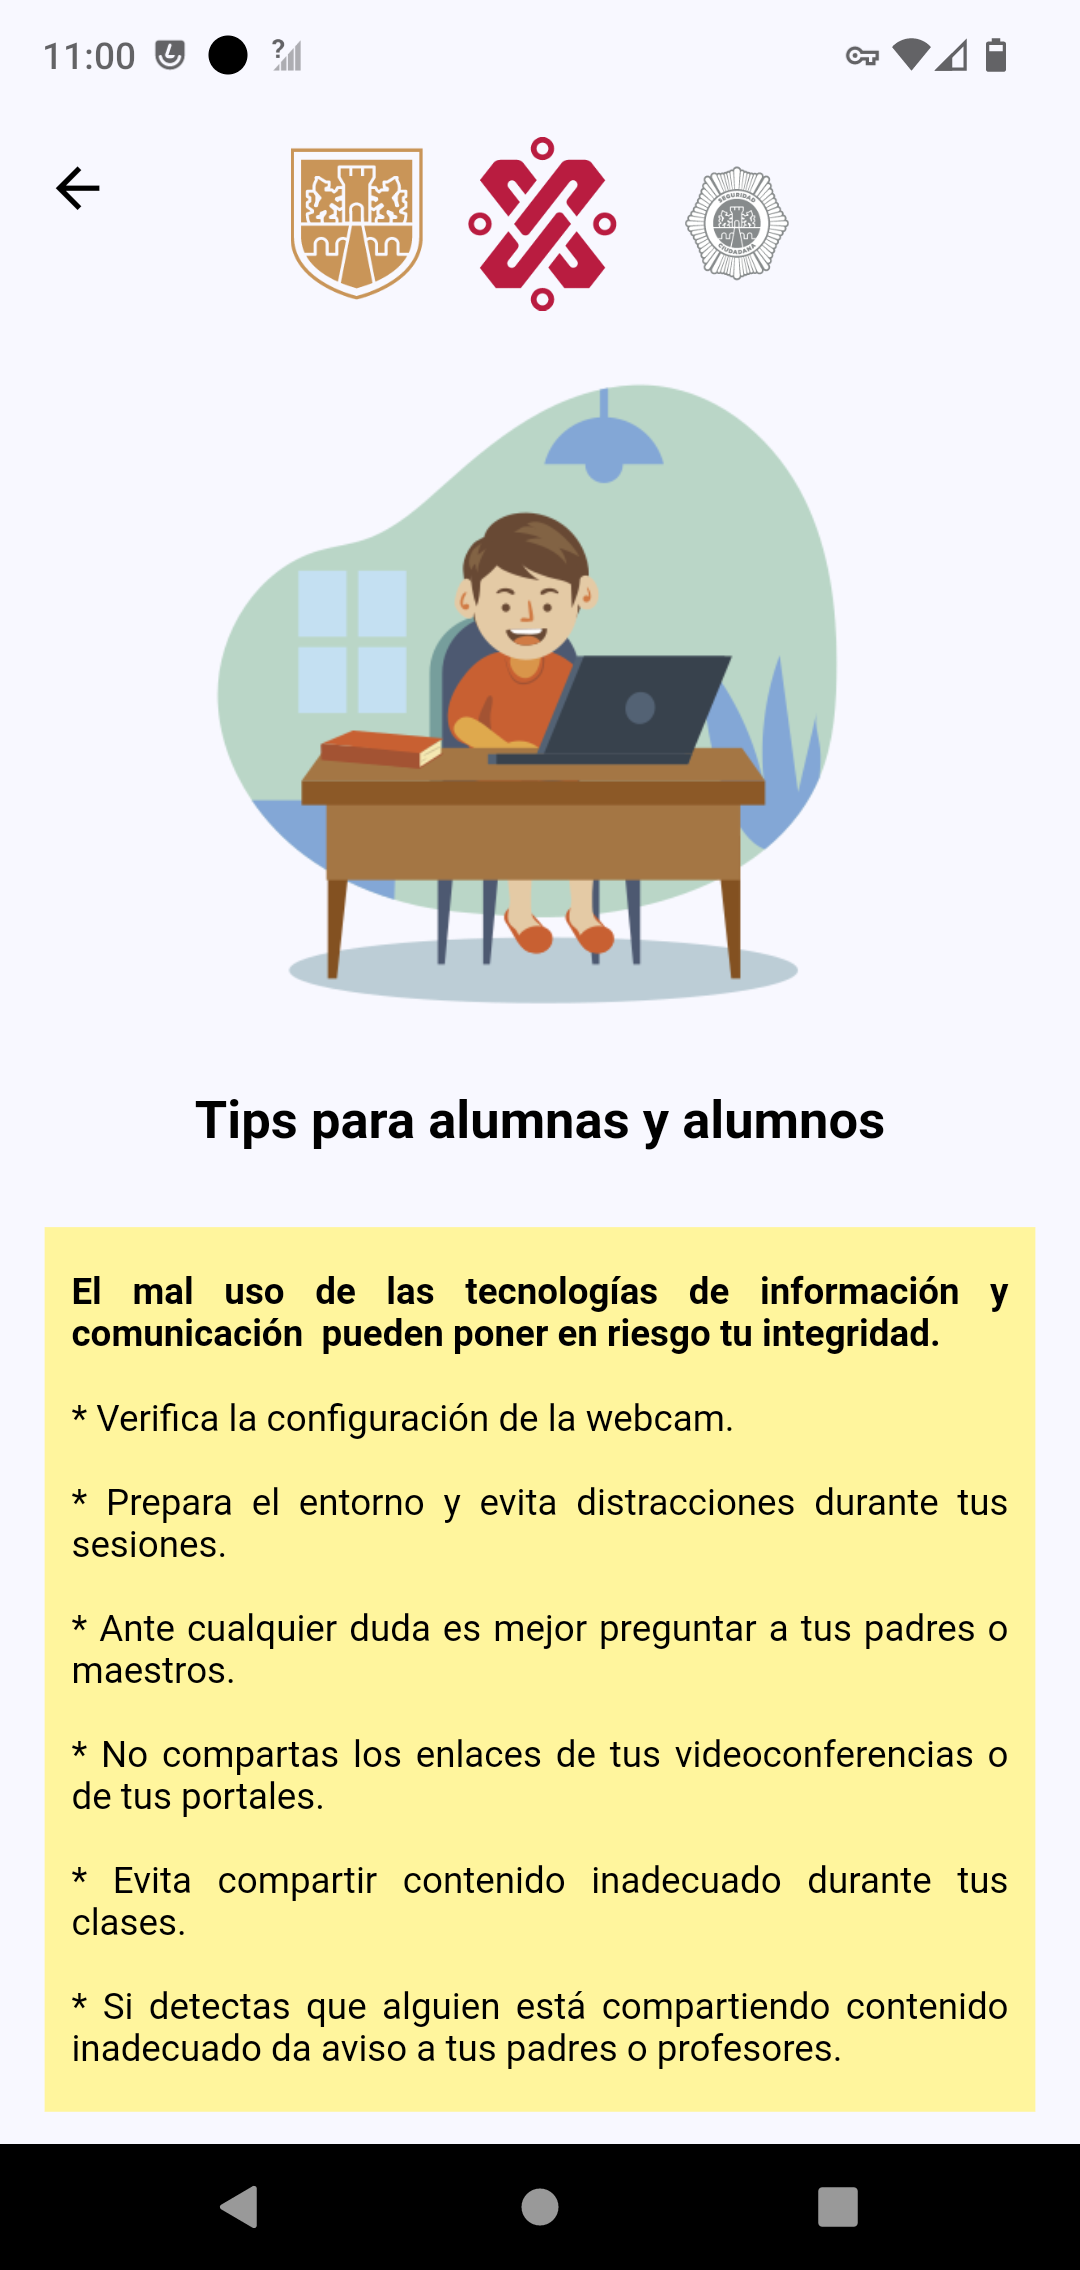 11:00
SEGURIDAD
CIUDADANA
Tips para alumnas y alumnos
El mal uso de las tecnologías de información y
comunicación  pueden poner en riesgo tu integridad.
* Verifica la configuración de la webcam.
* Prepara el entorno y evita distracciones durante tus
sesiones.
* Ante cualquier duda es mejor preguntar a tus padres o
maestros.
* No compartas los enlaces de tus videoconferencias o
de tus portales.
* Evita compartir contenido inadecuado durante tus
clases.
* Si detectas que alguien está compartiendo contenido
inadecuado da aviso a tus padres o profesores.